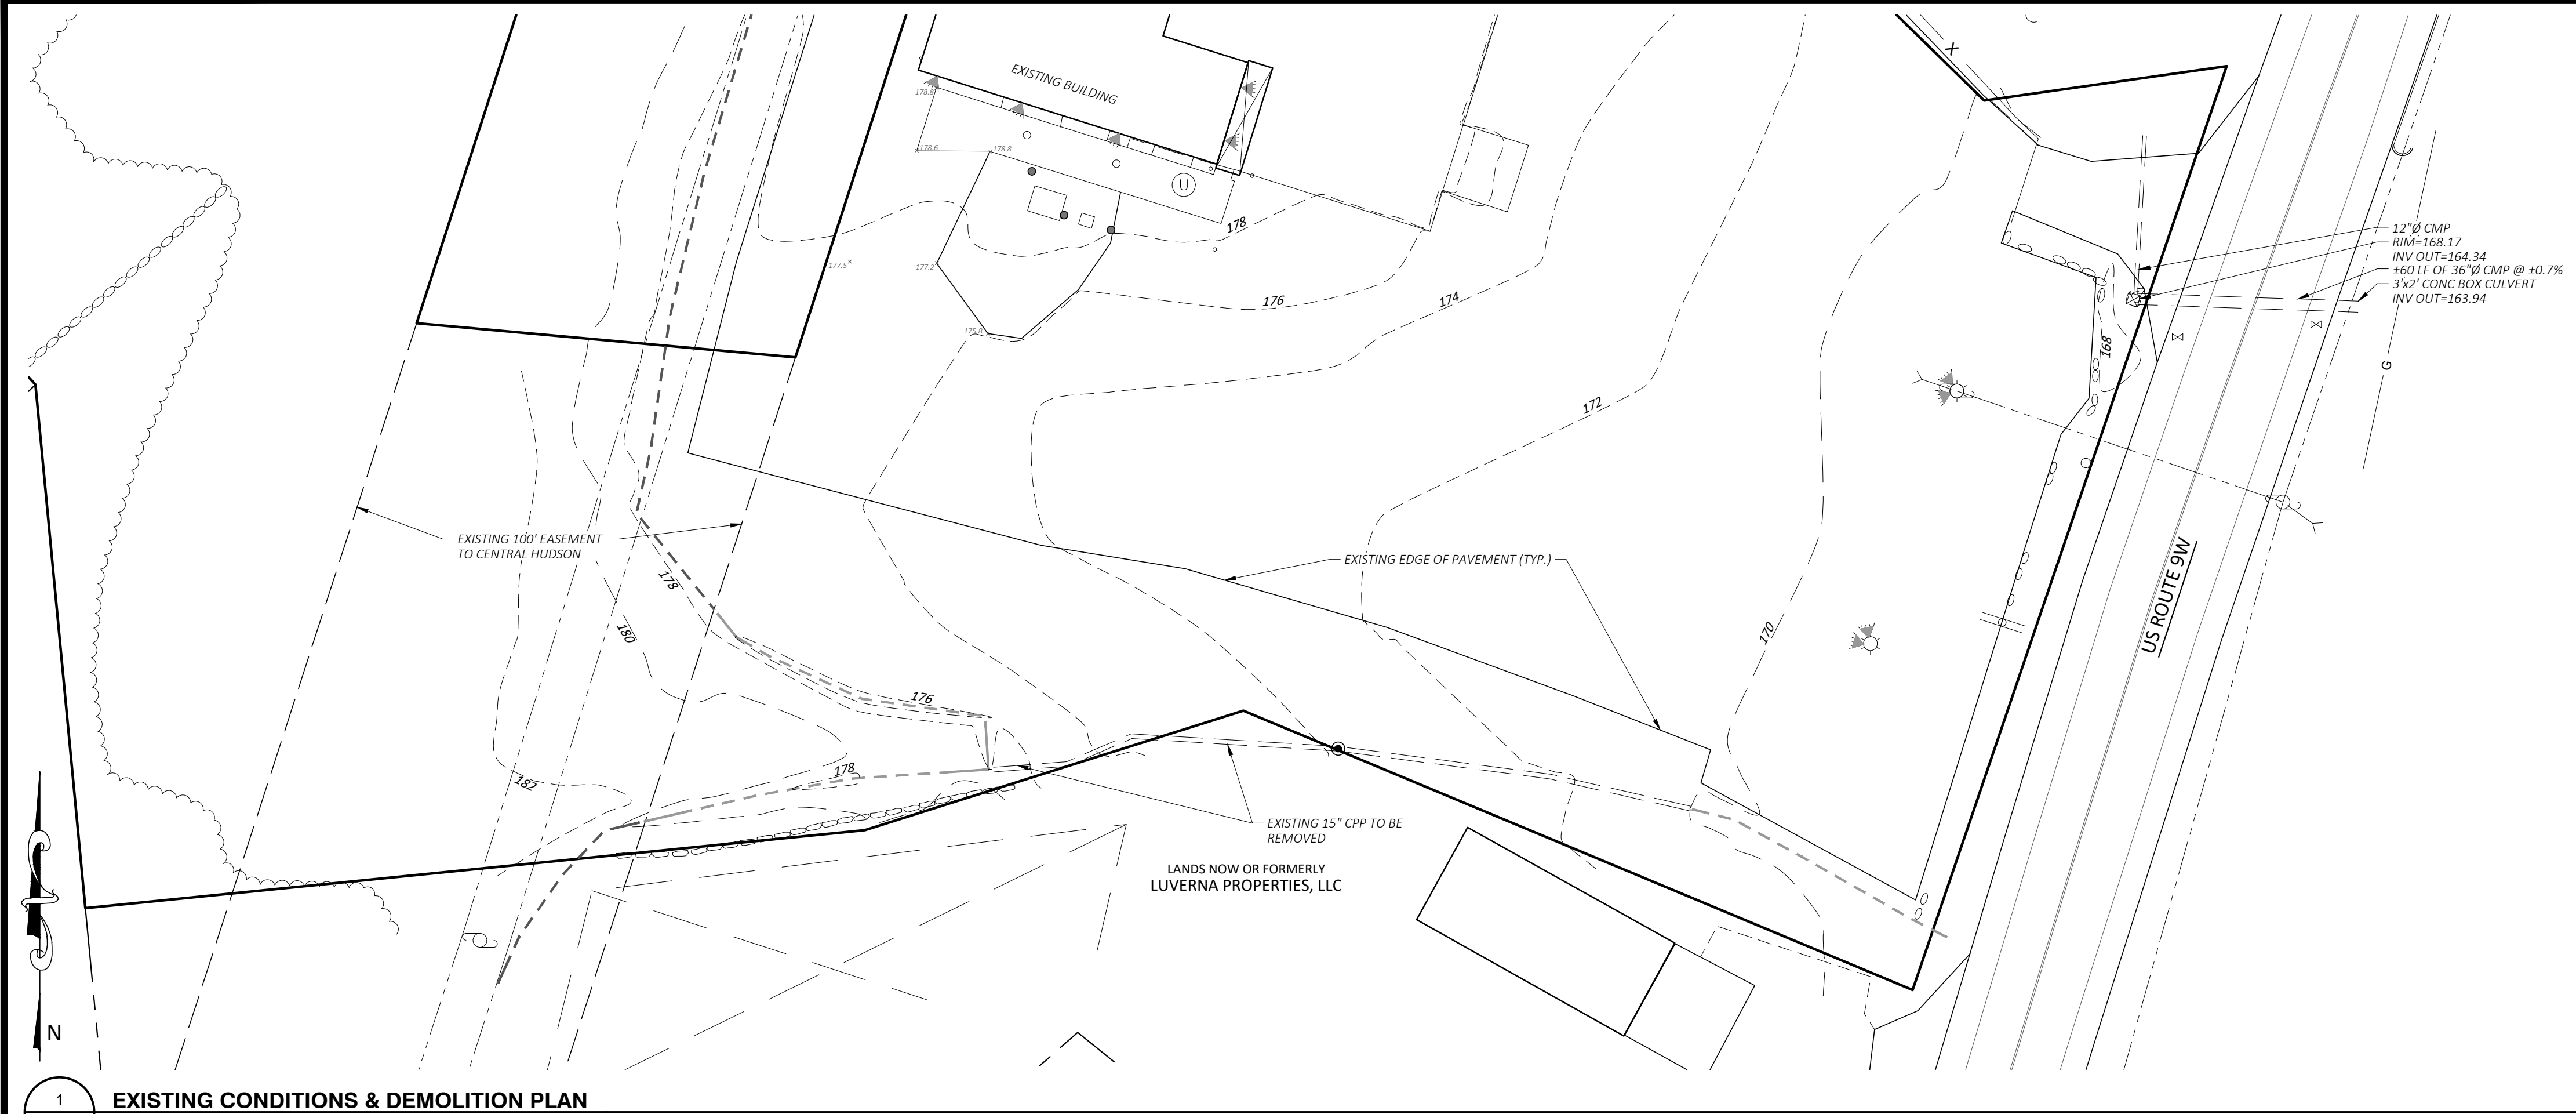 EXISTING BUILDING
X
178.8
178.6
178.8
U
178
177.5
177.2
176
175.8
174
172
170
168
12"Ø CMP
RIM=168.17
INV OUT=164.34
±60 LF OF 36"Ø CMP @ ±0.7%
3'x2' CONC BOX CULVERT
INV OUT=163.94
G
EXISTING 100' EASEMENT
TO CENTRAL HUDSON
EXISTING EDGE OF PAVEMENT (TYP.)
US ROUTE 9W
178
180
176
178
182
EXISTING 15" CPP TO BE
REMOVED
LANDS NOW OR FORMERLY
LUVERNA PROPERTIES, LLC
N
1
EXISTING CONDITIONS & DEMOLITION PLAN